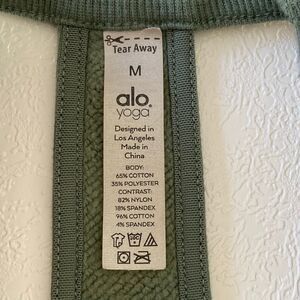 Tear Away
M
alo
yoga
Designed in
Los Angeles
Made in
China
BODY:
65% COTTON
35% POLYESTER
CONTRAST:
82% NYLON
18% SPANDEX
96% COTTON
4% SPANDEX